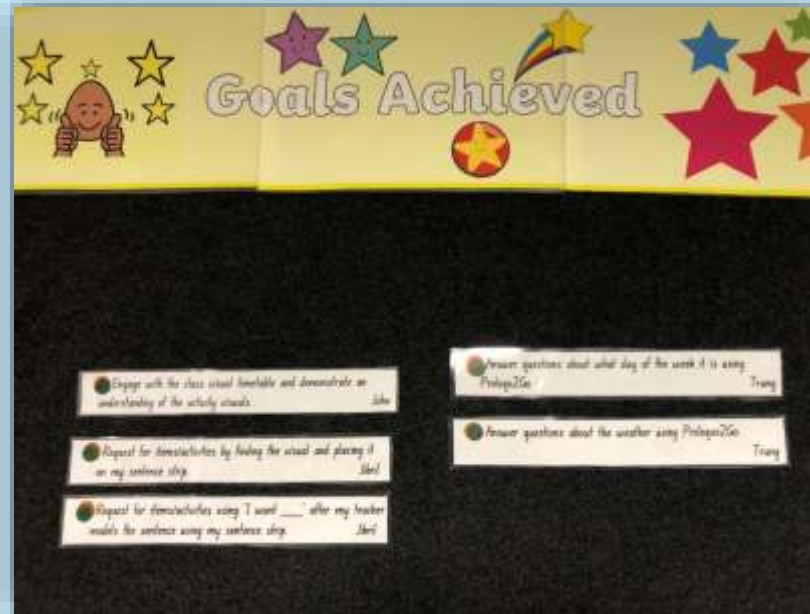 Goals Achieved
Engage with the class visual timetable and demonstrate an
understanding of the activity visuals. John
Request for items/activities by finding the visual and placing it
on my sentence strip. Jibril
Request for items/activities using 'I want ___' after my teacher
models the sentence using my sentence strip. Jibril
Answer questions about what day of the week it is using
Proloquo2Go. Trang
Answer questions about the weather using Proloquo2Go.
Trang